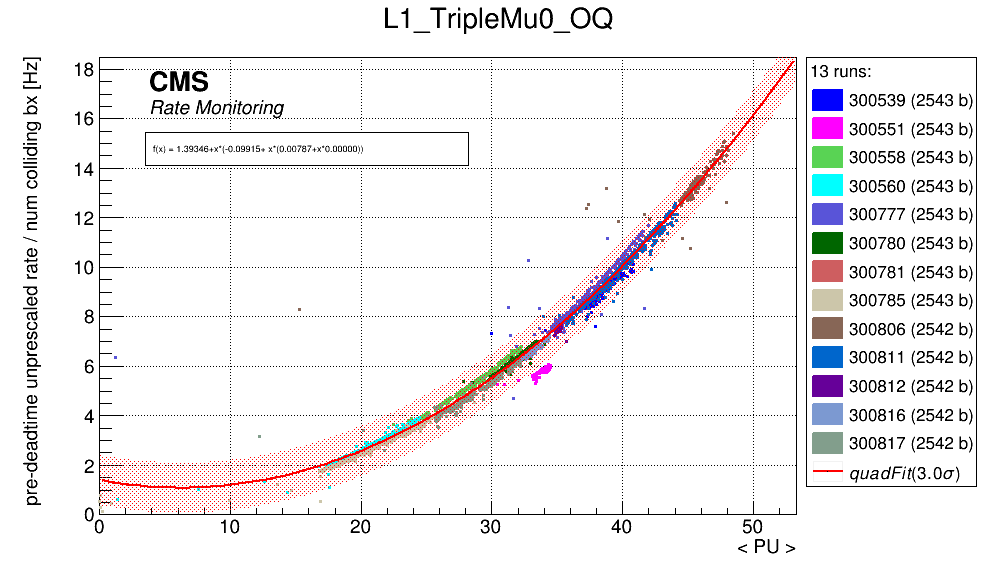 L1_TripleMu0_OQ
pre-deadtime unprescaled rate / num colliding bx [Hz]
CMS
Rate Monitoring
f(x) = 1.39346+x*(-0.09915+ x*(0.00787+x*0.00000))
18
16
14
12
10
8
6
4
2
0
0 10 20 30 40 50
< PU >
13 runs:
300539 (2543 b)
300551 (2543 b)
300558 (2543 b)
300560 (2543 b)
300777 (2543 b)
300780 (2543 b)
300781 (2543 b)
300785 (2543 b)
300806 (2542 b)
300811 (2542 b)
300812 (2542 b)
300816 (2542 b)
300817 (2542 b)
quadFit(3.0σ)